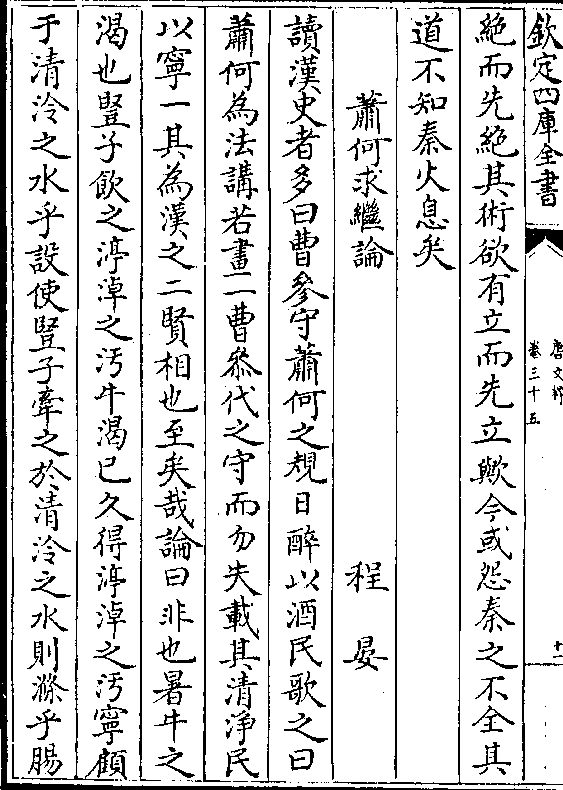 欽定四庫全書
唐文粹
卷三十五
十一
絶而先絶其術欲有立而先立歟今或怨秦之不全其
道不知秦火息矣
蕭何求繼論 程晏
讀漢史者多曰曹參守蕭何之規日醉以酒民歌之曰
蕭何為法講若畫一曹參代之守而勿失載其清淨民
以寧一其為漢之二賢相也至矣哉論曰非也暑牛之
渴也豎子飲之渟淖之汚牛渴已久得渟淖之汚寧顧
于清泠之水乎設使豎子牽之於清泠之水則滌乎腸